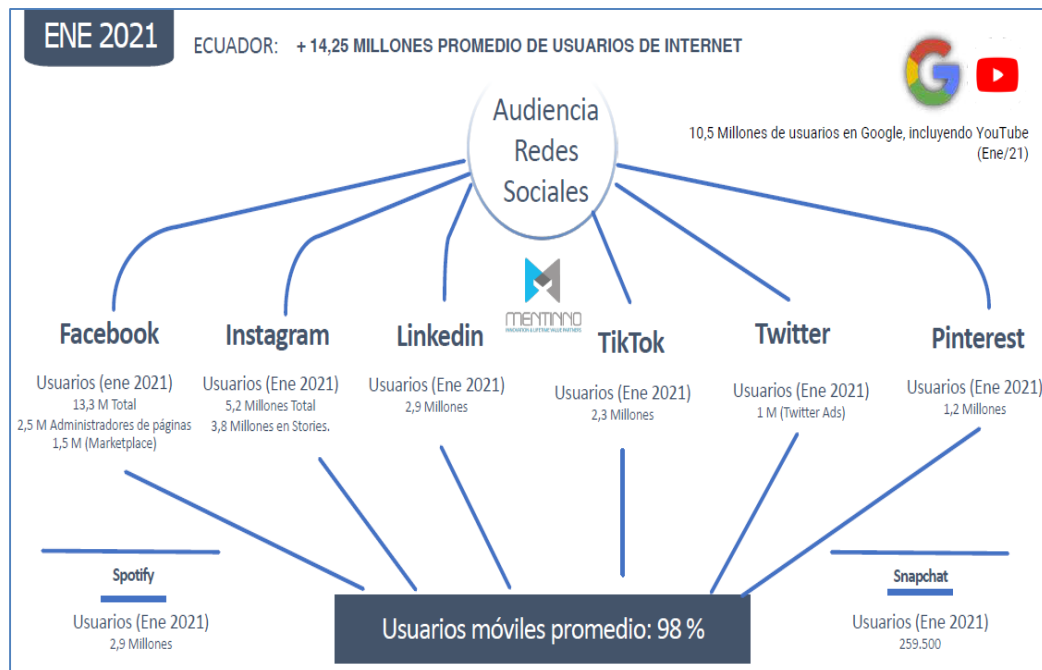 ENE 2021
ECUADOR: + 14,25 MILLONES PROMEDIO DE USUARIOS DE INTERNET
10,5 Millones de usuarios en Google, incluyendo YouTube
(Ene/21)
Audiencia
Redes
Sociales
MENTINNO
INNOVATION & LIFETIME VALUE PARTNERS
Facebook
Usuarios (ene 2021)
13,3 M Total
2,5 M Administradores de páginas
1,5 M (Marketplace)
Instagram
Usuarios (Ene 2021)
5,2 Millones Total
3,8 Millones en Stories.
Linkedin
Usuarios (Ene 2021)
2,9 Millones
TikTok
Usuarios (Ene 2021)
2,3 Millones
Twitter
Usuarios (Ene 2021)
1 M (Twitter Ads)
Pinterest
Usuarios (Ene 2021)
1,2 Millones
Spotify
Usuarios (Ene 2021)
2,9 Millones
Usuarios móviles promedio: 98 %
Snapchat
Usuarios (Ene 2021)
259.500